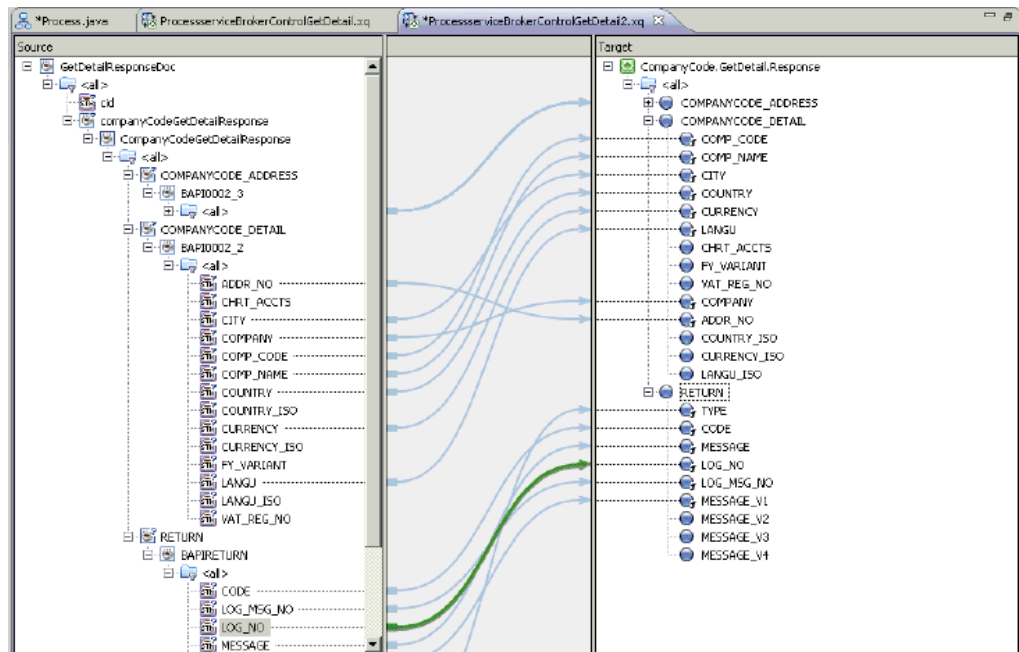 *Process.java
ProcessserviceBrokerControlGetDetail.xq
*ProcessserviceBrokerControlGetDetail2.xq
Source
GetDetailResponseDoc
<all>
cid
companyCodeGetDetailResponse
CompanyCodeGetDetailResponse
<all>
COMPANYCODE_ADDRESS
BAPI0002_3
<all>
COMPANYCODE_DETAIL
BAPI0002_2
<all>
ADDR_NO
CHRT_ACCTS
CITY
COMPANY
COMP_CODE
COMP_NAME
COUNTRY
COUNTRY_ISO
CURRENCY
CURRENCY_ISO
FY_VARIANT
LANGU
LANGU_ISO
VAT_REG_NO
RETURN
BAPIRETURN
<all>
CODE
LOG_MSG_NO
LOG_NO
MESSAGE
Target
CompanyCode.GetDetail.Response
<all>
COMPANYCODE_ADDRESS
COMPANYCODE_DETAIL
COMP_CODE
COMP_NAME
CITY
COUNTRY
CURRENCY
LANGU
CHRT_ACCTS
FY_VARIANT
VAT_REG_NO
COMPANY
ADDR_NO
COUNTRY_ISO
CURRENCY_ISO
LANGU_ISO
RETURN
TYPE
CODE
MESSAGE
LOG_NO
LOG_MSG_NO
MESSAGE_V1
MESSAGE_V2
MESSAGE_V3
MESSAGE_V4